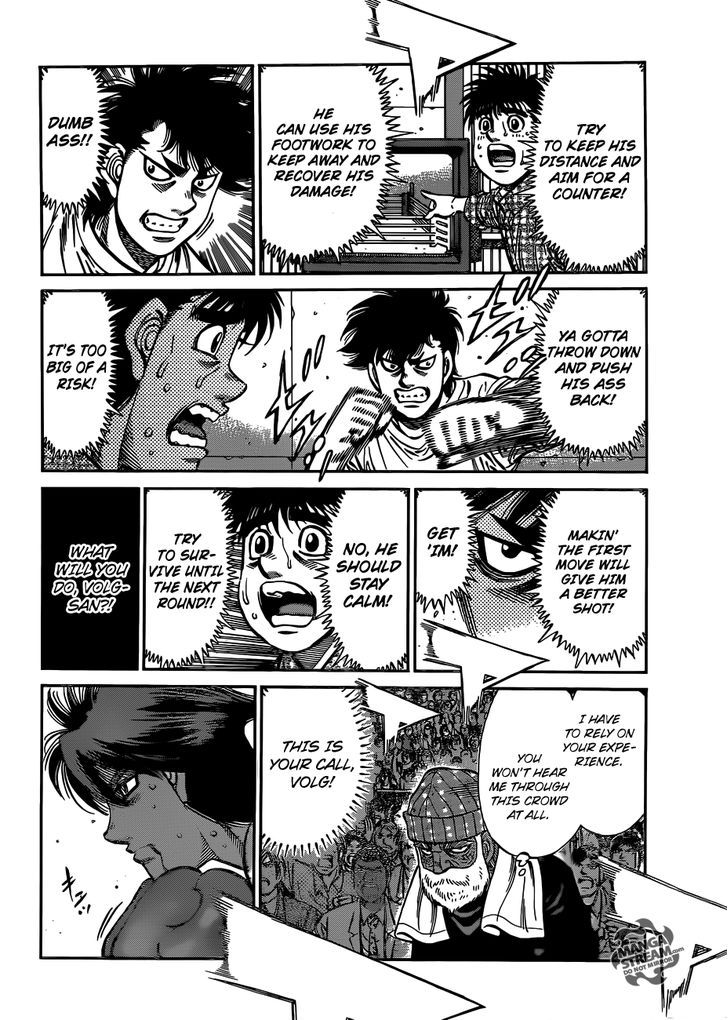 TRY
TO KEEP HIS
DISTANCE AND
AIM FOR A
COUNTER!
HE
CAN USE HIS
FOOTWORK TO
KEEP AWAY AND
RECOVER HIS
DAMAGE!
DUMB
ASS!!
YA GOTTA
THROW DOWN
AND PUSH
HIS ASS
BACK!
IT'S TOO
BIG OF A
RISK!
MAKIN'
THE FIRST
MOVE WILL
GIVE HIM
A BETTER
SHOT!
GET
'IM!
NO, HE
SHOULD
STAY
CALM!
TRY
TO SUR-
VIVE UNTIL
THE NEXT
ROUND!!
WHAT
WILL YOU
DO, VOLG-
SAN?!
I HAVE
TO RELY ON
YOUR EXPE-
RIENCE.
YOU
WON'T HEAR
ME THROUGH
THIS CROWD
AT ALL.
THIS IS
YOUR CALL,
VOLG!
MANGA
STREAM.com
DO NOT MIRROR